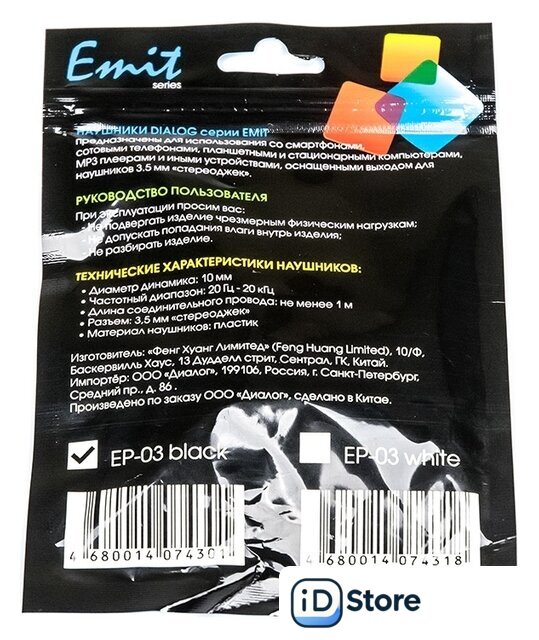 Emit
series
НАУШНИКИ DIALOG серии EMIT
предназначены для использования со смартфонами,
сотовыми телефонами, планшетными и стационарными компьютерами,
MP3 плеерами и иными устройствами, оснащенными выходом для
наушников 3.5 мм «стереоджек».
РУКОВОДСТВО ПОЛЬЗОВАТЕЛЯ
При эксплуатации просим вас:
- Не подвергать изделие чрезмерным физическим нагрузкам;
- Не допускать попадания влаги внутрь изделия;
- Не разбирать изделие.
ТЕХНИЧЕСКИЕ ХАРАКТЕРИСТИКИ НАУШНИКОВ:
• Диаметр динамика: 10 мм
• Частотный диапазон: 20 Гц - 20 кГц
• Длина соединительного провода: не менее 1 м
• Разъем: 3,5 мм «стереоджек»
• Материал наушников: пластик
Изготовитель: «Фенг Хуанг Лимитед» (Feng Huang Limited), 10/Ф,
Баскервилль Хаус, 13 Дудделл стрит, Сентрал, ГК, Китай.
Импортёр: ООО «Диалог», 199106, Россия, г. Санкт-Петербург,
Средний пр., д. 86.
Произведено по заказу ООО «Диалог», сделано в Китае.
EP-03 black EP-03 white
4 680014 074301 4 680014 074318
iD Store